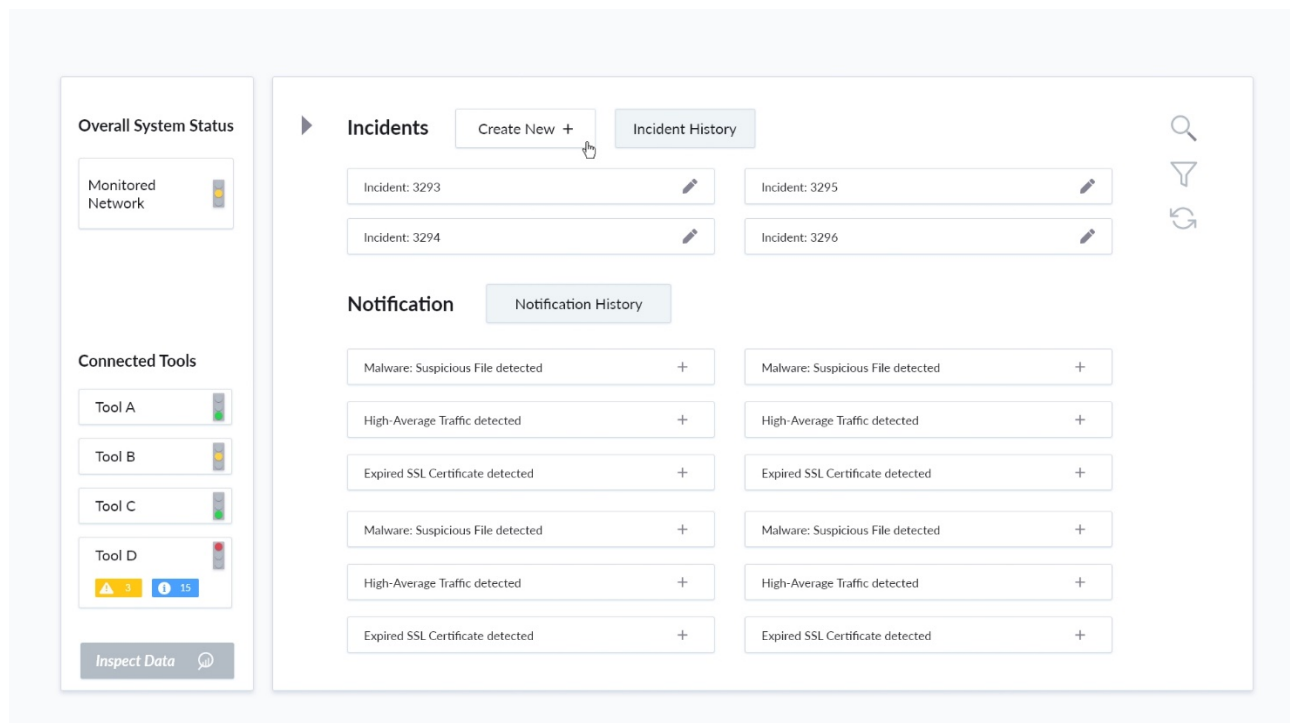 Overall System Status
Monitored
Network
Connected Tools
Tool A
Tool B
Tool C
Tool D
3 15
Inspect Data
Incidents Create New + Incident History
Incident: 3293 Incident: 3295
Incident: 3294 Incident: 3296
Notification Notification History
Malware: Suspicious File detected + Malware: Suspicious File detected +
High-Average Traffic detected + High-Average Traffic detected +
Expired SSL Certificate detected + Expired SSL Certificate detected +
Malware: Suspicious File detected + Malware: Suspicious File detected +
High-Average Traffic detected + High-Average Traffic detected +
Expired SSL Certificate detected + Expired SSL Certificate detected +